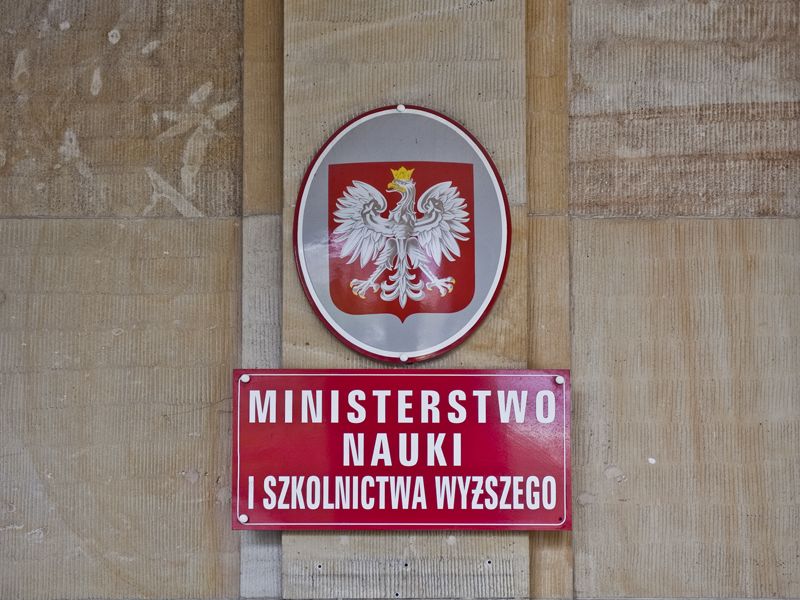 MINISTERSTWO
NAUKI
I SZKOLNICTWA WYŻSZEGO